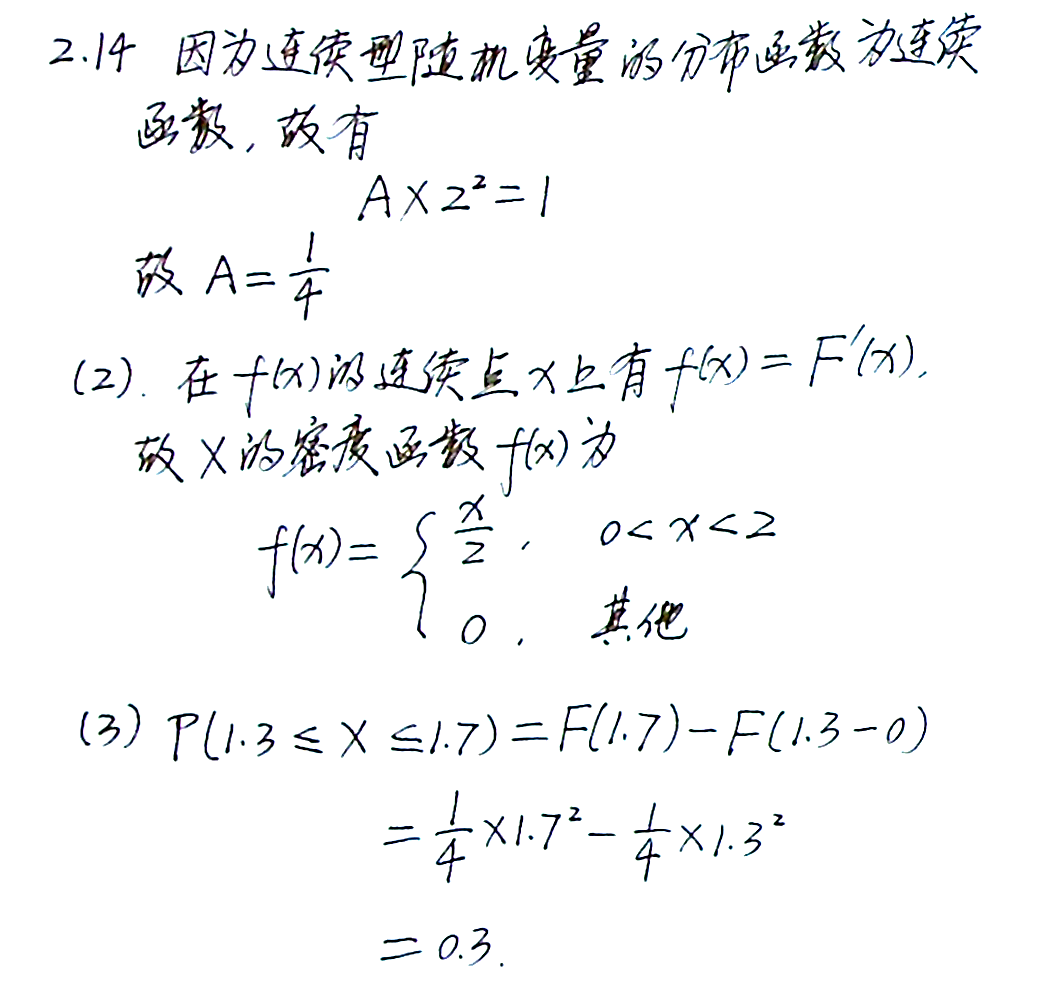 2.14 因为连续型随机变量的分布函数为连续
函数,故有
A×2²=1
故 A=1/4
(2). 在f(x)的连续点x上有f(x)=F′(x),
故X的密度函数f(x)为
f(x)={x/2, 0<x<2
0, 其他
(3) P(1.3≤X≤1.7)=F(1.7)-F(1.3-0)
=1/4×1.7²-1/4×1.3²
=0.3.